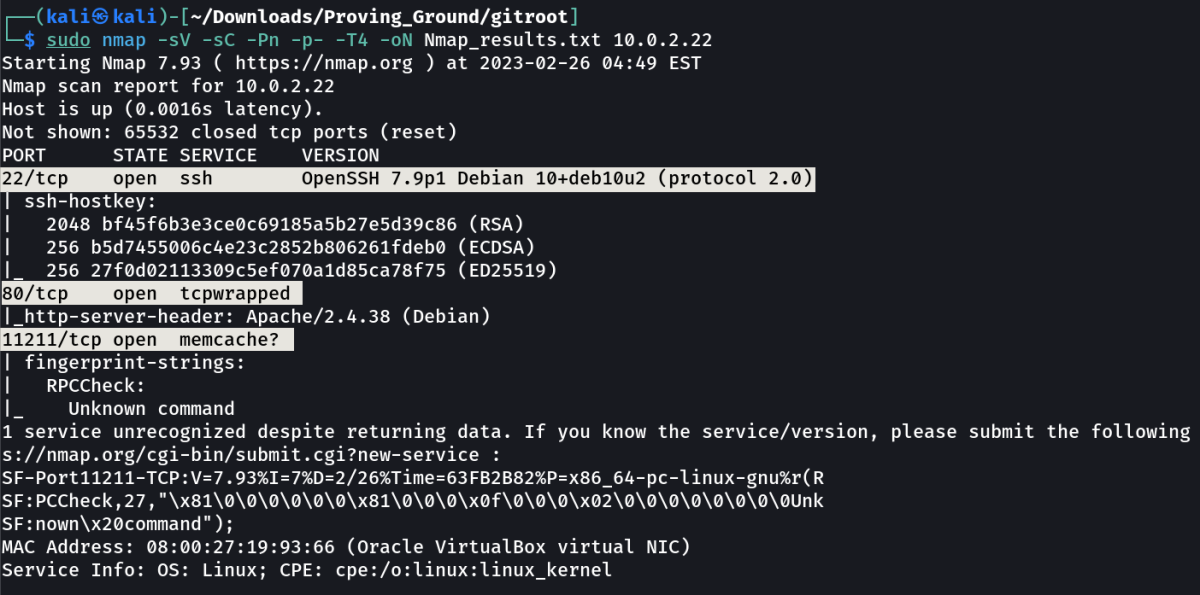 ┌──(kali㉿kali)-[~/Downloads/Proving_Ground/gitroot]
└─$ sudo nmap -sV -sC -Pn -p- -T4 -oN Nmap_results.txt 10.0.2.22
Starting Nmap 7.93 ( https://nmap.org ) at 2023-02-26 04:49 EST
Nmap scan report for 10.0.2.22
Host is up (0.0016s latency).
Not shown: 65532 closed tcp ports (reset)
PORT      STATE SERVICE    VERSION
22/tcp    open  ssh        OpenSSH 7.9p1 Debian 10+deb10u2 (protocol 2.0)
| ssh-hostkey:
|   2048 bf45f6b3e3ce0c69185a5b27e5d39c86 (RSA)
|   256 b5d7455006c4e23c2852b806261fdeb0 (ECDSA)
|_  256 27f0d02113309c5ef070a1d85ca78f75 (ED25519)
80/tcp    open  tcpwrapped
|_http-server-header: Apache/2.4.38 (Debian)
11211/tcp open  memcache?
| fingerprint-strings:
|   RPCCheck:
|_    Unknown command
1 service unrecognized despite returning data. If you know the service/version, please submit the following
s://nmap.org/cgi-bin/submit.cgi?new-service :
SF-Port11211-TCP:V=7.93%I=7%D=2/26%Time=63FB2B82%P=x86_64-pc-linux-gnu%r(R
SF:PCCheck,27,"\x81\0\0\0\0\0\0\x81\0\0\0\x0f\0\0\0\x02\0\0\0\0\0\0\0\0Unk
SF:nown\x20command");
MAC Address: 08:00:27:19:93:66 (Oracle VirtualBox virtual NIC)
Service Info: OS: Linux; CPE: cpe:/o:linux:linux_kernel